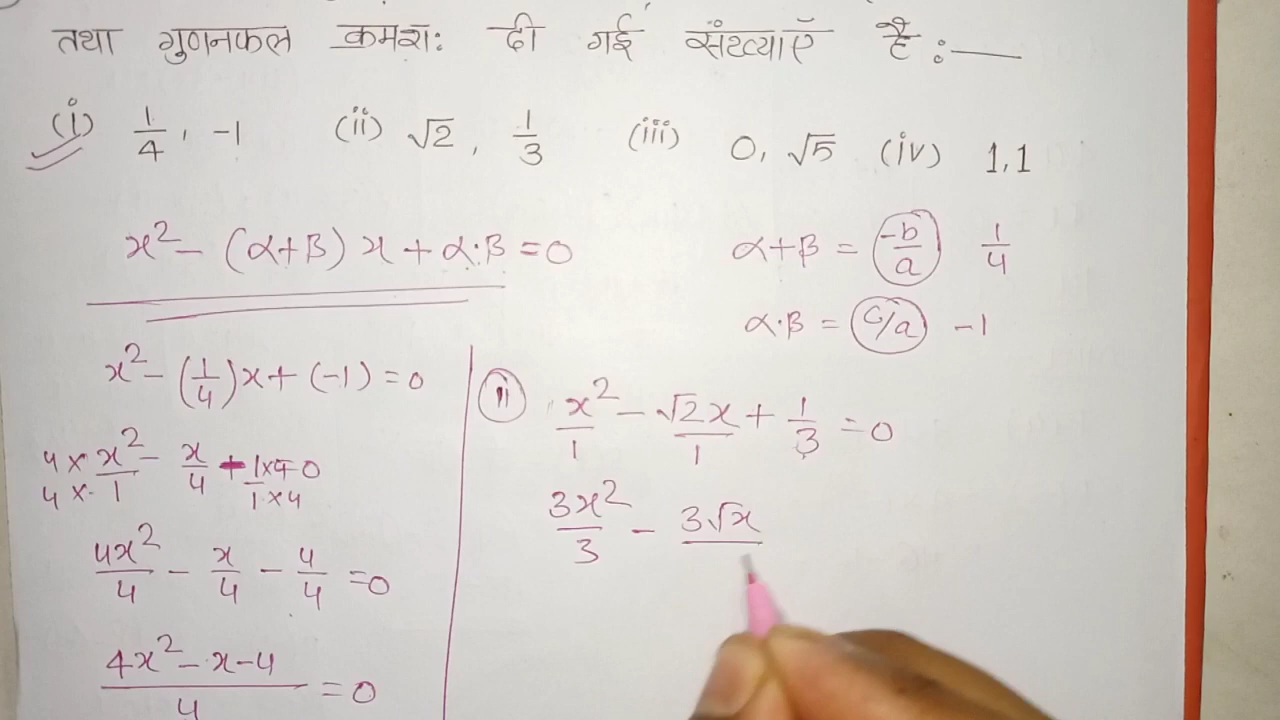 तथा गुणनफल क्रमश: दी गई संख्याएँ है :—
(i) 1/4, -1 (ii) √2, 1/3 (iii) 0, √5 (iv) 1,1
x² - (α+β) x + α·β = 0
α+β = (-b/a) 1/4
α·β = (c/a) -1
x² - (1/4)x + (-1) = 0
4× x²/1 ×4 - x/4 - 1×4/1×4 = 0
4x²/4 - x/4 - 4/4 = 0
4x² - x - 4 / 4 = 0
(ii) x²/1 - √2x/1 + 1/3 = 0
3x²/3 - 3√x